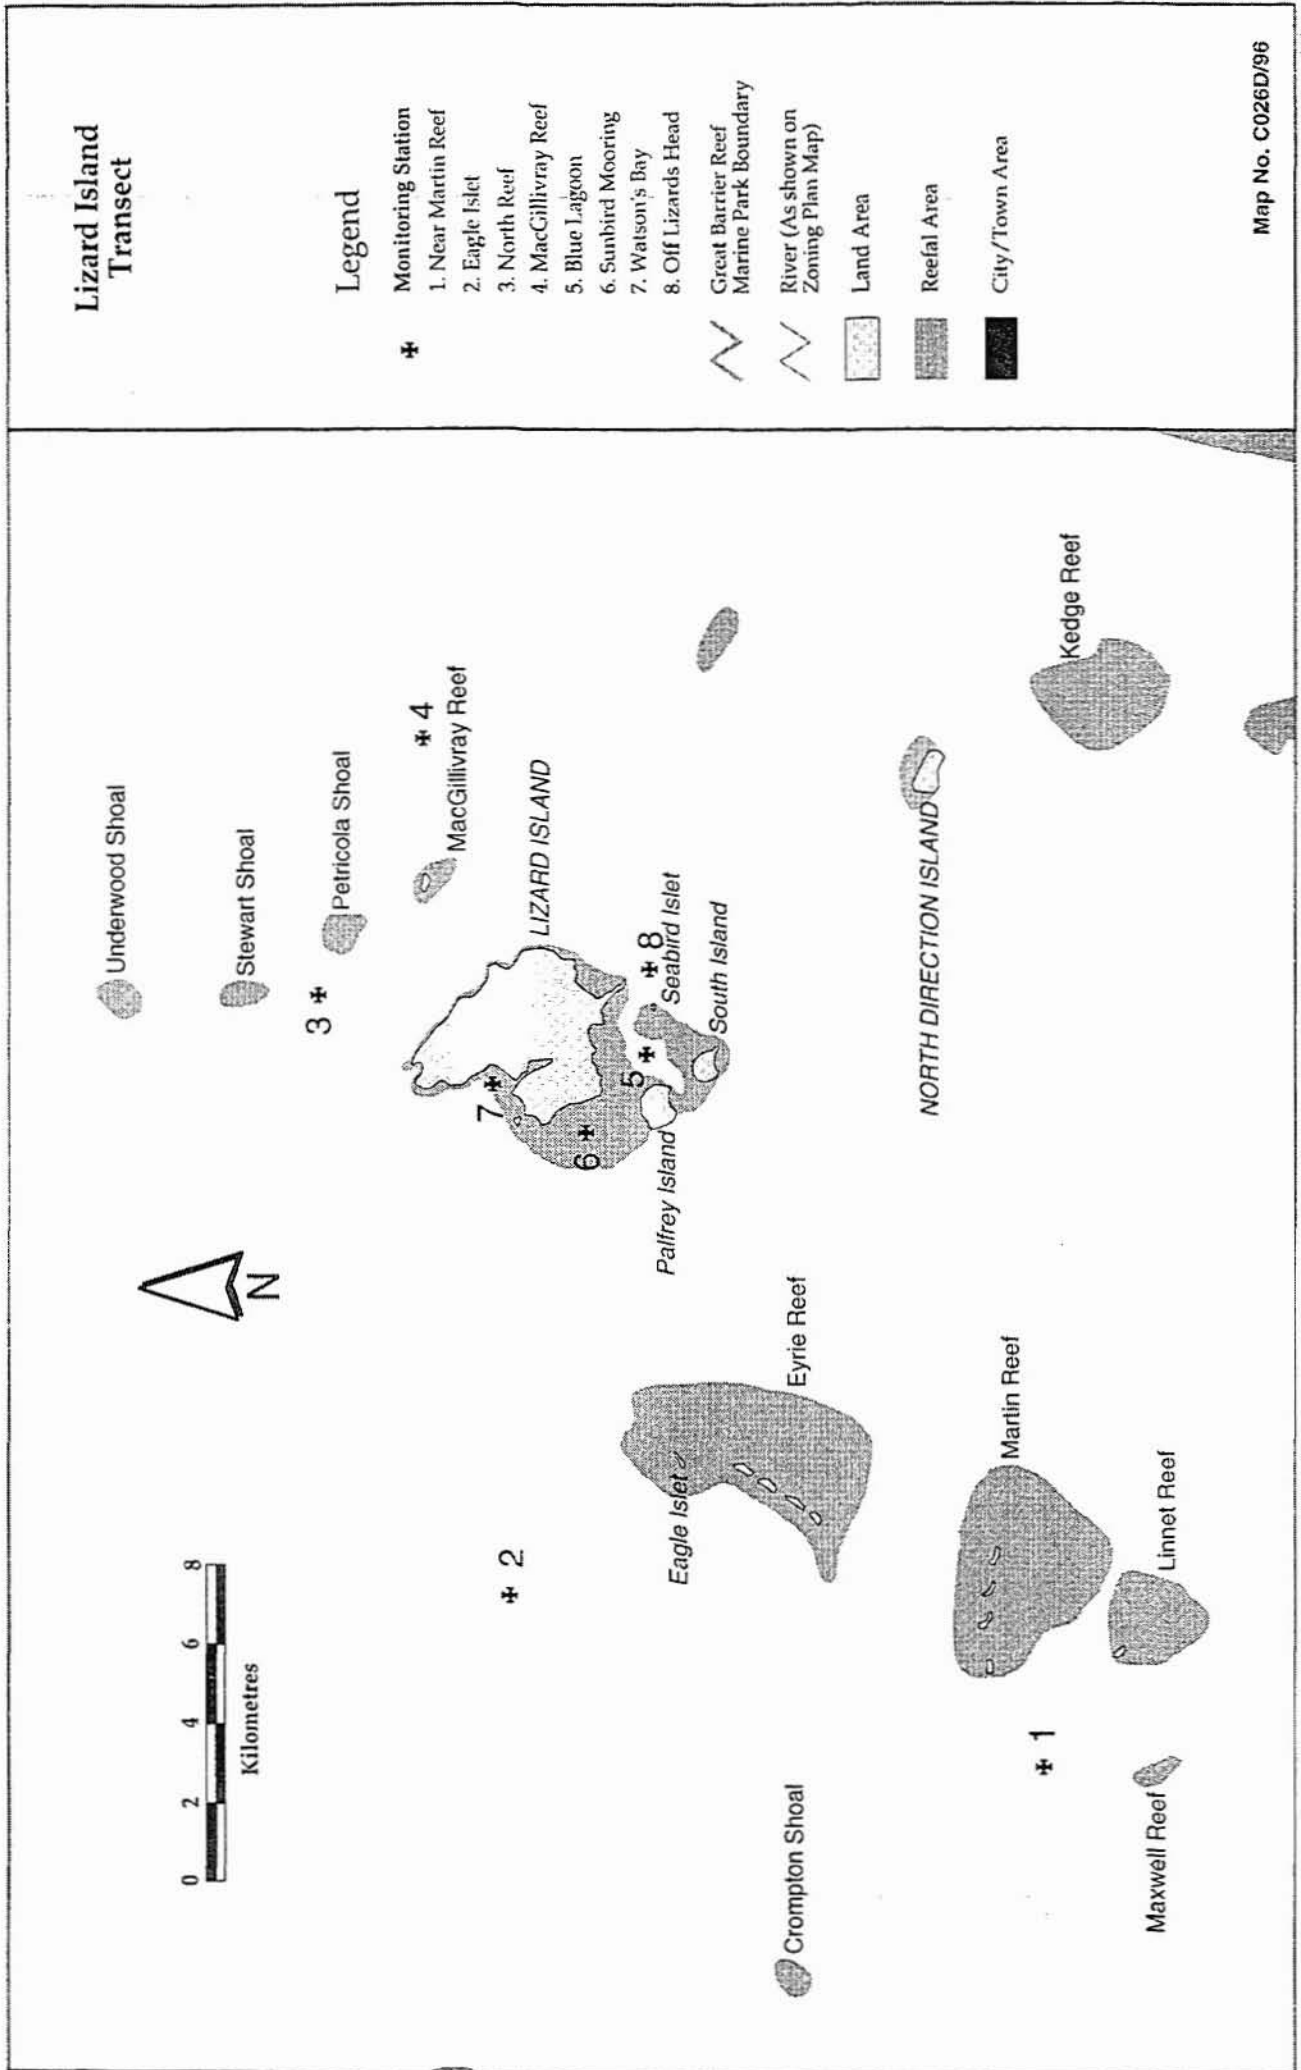 Lizard Island
Transect
Legend
Monitoring Station
1. Near Martin Reef
2. Eagle Islet
3. North Reef
4. MacGillivray Reef
5. Blue Lagoon
6. Sunbird Mooring
7. Watson's Bay
8. Off Lizards Head
Great Barrier Reef
Marine Park Boundary
River (As shown on
Zoning Plan Map)
Land Area
Reefal Area
City/Town Area
Map No. C026D/96
0 2 4 6 8
Kilometres
N
Underwood Shoal
Stewart Shoal
3
Petricola Shoal
4
MacGillivray Reef
LIZARD ISLAND
7
6
5
8
Seabird Islet
South Island
Palfrey Island
2
Eagle Islet
Eyrie Reef
Crompton Shoal
NORTH DIRECTION ISLAND
Kedge Reef
Martin Reef
1
Linnet Reef
Maxwell Reef